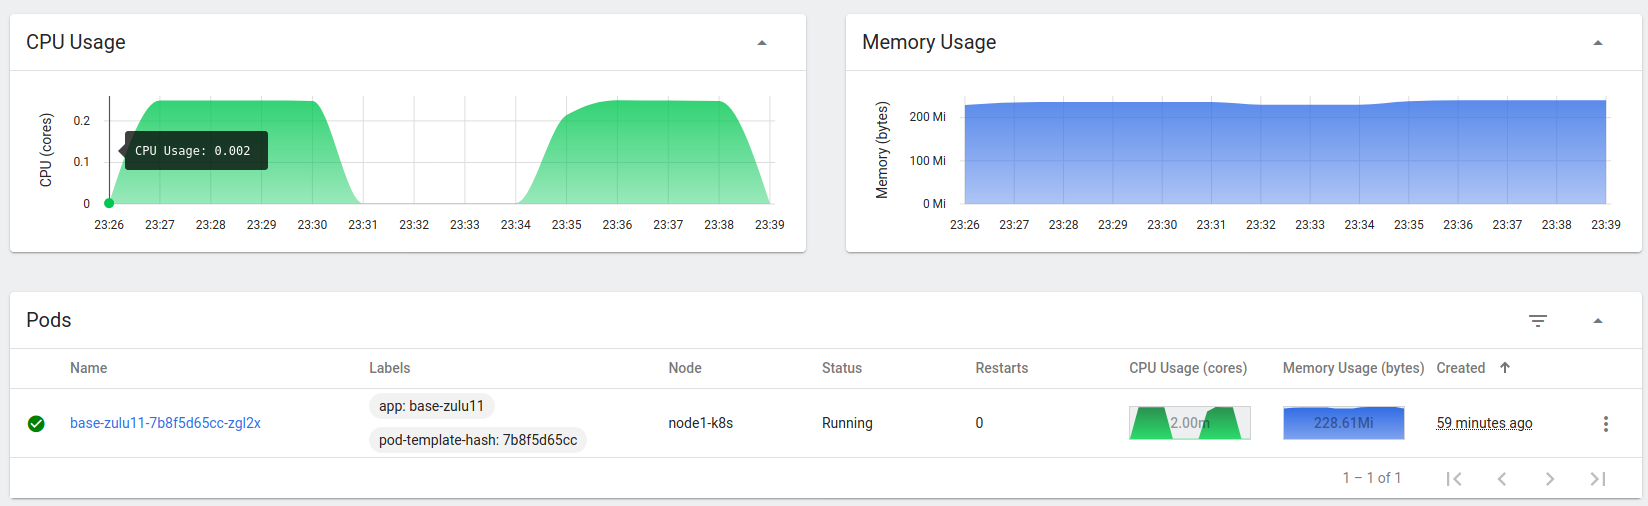 CPU Usage
CPU (cores)
0.2
0.1
0
CPU Usage: 0.002
23:26 23:27 23:28 23:29 23:30 23:31 23:32 23:33 23:34 23:35 23:36 23:37 23:38 23:39
Memory Usage
Memory (bytes)
200 Mi
100 Mi
0 Mi
23:26 23:27 23:28 23:29 23:30 23:31 23:32 23:33 23:34 23:35 23:36 23:37 23:38 23:39
Pods
Name Labels Node Status Restarts CPU Usage (cores) Memory Usage (bytes) Created
app: base-zulu11
base-zulu11-7b8f5d65cc-zgl2x node1-k8s Running 0 2.00m 228.61Mi 59 minutes ago
pod-template-hash: 7b8f5d65cc
1 – 1 of 1